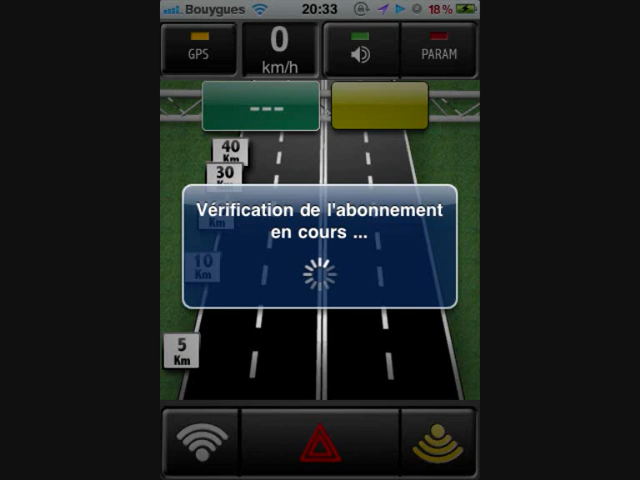 Bouygues 20:33 18%
GPS 0 km/h PARAM
---
40 Km
30 Km
Vérification de l'abonnement
en cours ...
10 Km
5 Km